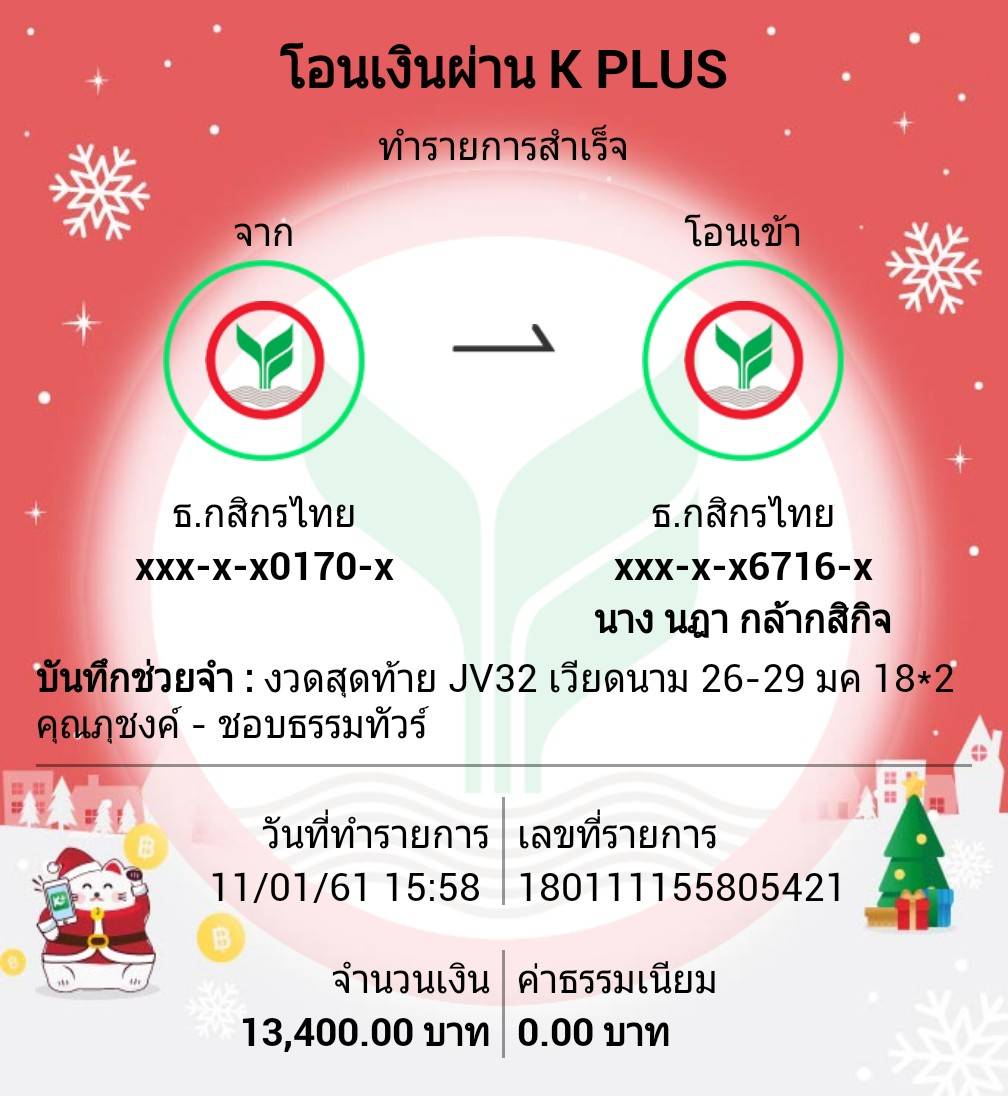 โอนเงินผ่าน K PLUS
ทำรายการสำเร็จ
จาก
โอนเข้า
ธ.กสิกรไทย
xxx-x-x0170-x
ธ.กสิกรไทย
xxx-x-x6716-x
นาง นฎา กล้ากสิกิจ
บันทึกช่วยจำ : งวดสุดท้าย JV32 เวียดนาม 26-29 มค 18*2
คุณภุชงค์ - ชอบธรรมทัวร์
วันที่ทำรายการ
11/01/61 15:58
เลขที่รายการ
180111155805421
จำนวนเงิน
13,400.00 บาท
ค่าธรรมเนียม
0.00 บาท